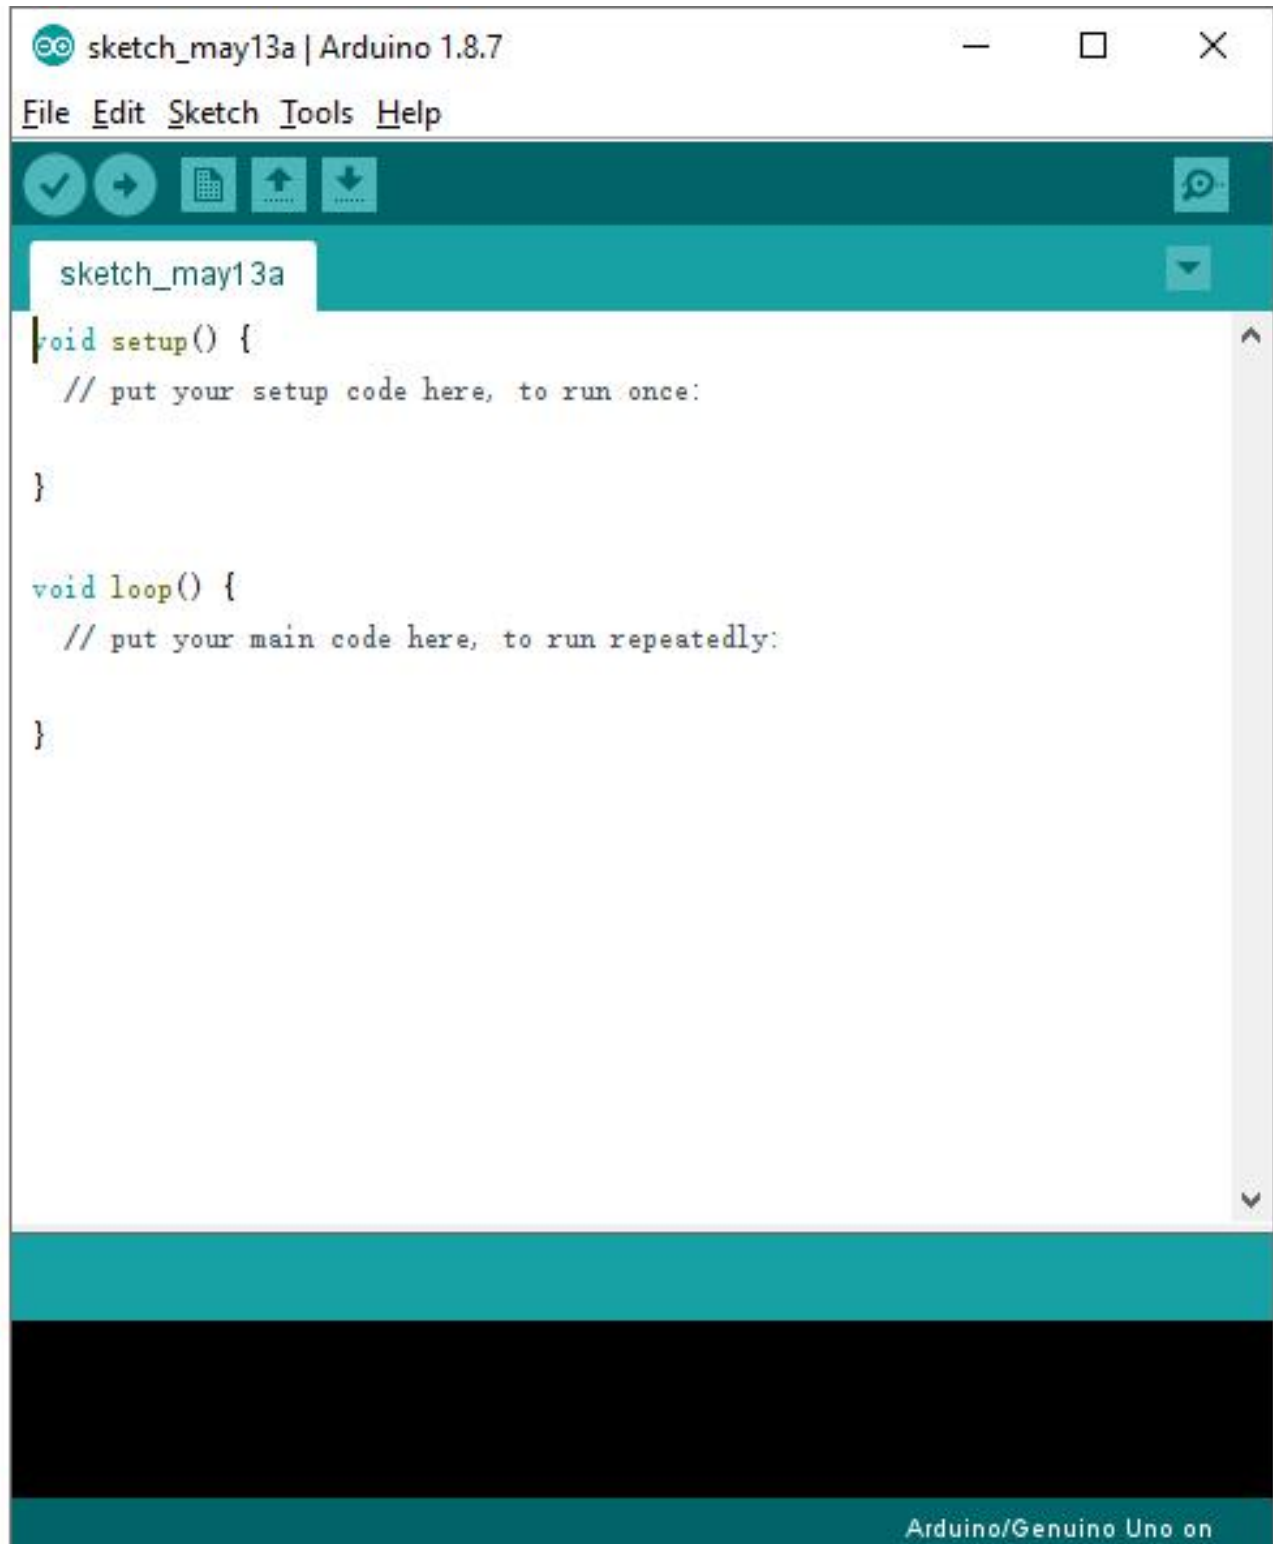 sketch_may13a | Arduino 1.8.7
File Edit Sketch Tools Help
sketch_may13a
void setup() {
  // put your setup code here, to run once:
}
void loop() {
  // put your main code here, to run repeatedly:
}
Arduino/Genuino Uno on